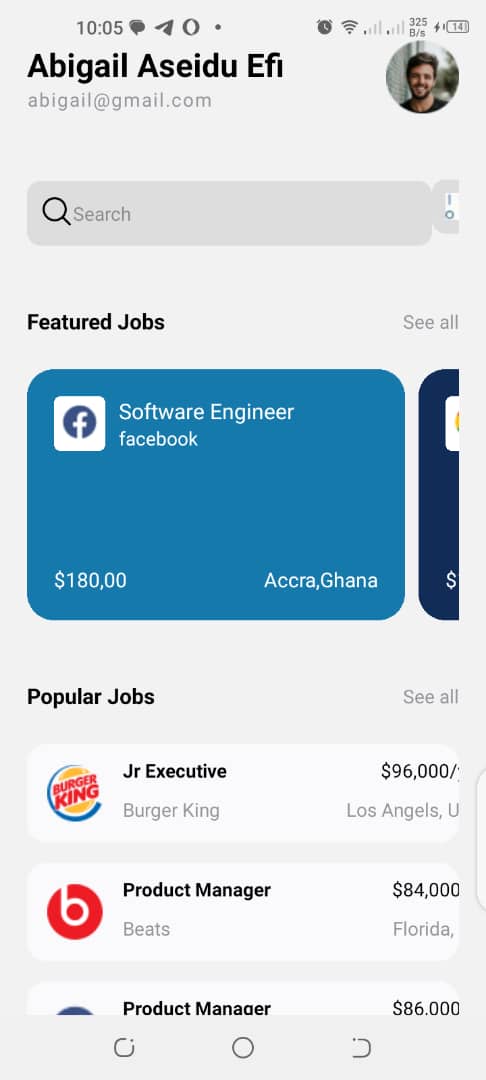 10:05
325
B/s
141
Abigail Aseidu Efi
abigail@gmail.com
Search
Featured Jobs
See all
Software Engineer
facebook
$180,00
Accra,Ghana
$
Popular Jobs
See all
BURGER
KING
Jr Executive
$96,000/
Burger King
Los Angels, U
Product Manager
$84,000
Beats
Florida,
Product Manager
$86,000